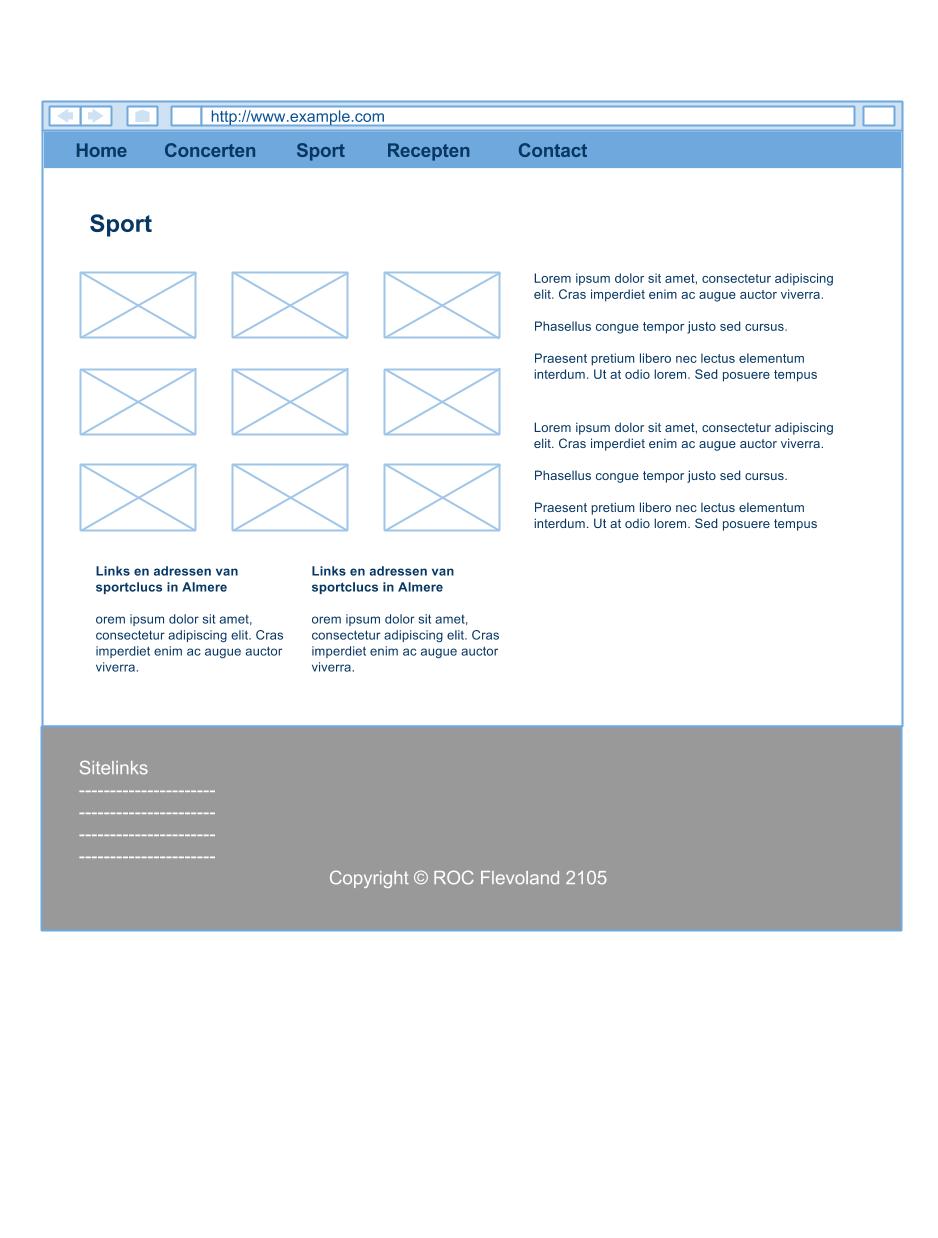 http://www.example.com
Home Concerten Sport Recepten Contact
Sport
Lorem ipsum dolor sit amet, consectetur adipiscing
elit. Cras imperdiet enim ac augue auctor viverra.
Phasellus congue tempor justo sed cursus.
Praesent pretium libero nec lectus elementum
interdum. Ut at odio lorem. Sed posuere tempus
Lorem ipsum dolor sit amet, consectetur adipiscing
elit. Cras imperdiet enim ac augue auctor viverra.
Phasellus congue tempor justo sed cursus.
Praesent pretium libero nec lectus elementum
interdum. Ut at odio lorem. Sed posuere tempus
Links en adressen van
sportclucs in Almere
orem ipsum dolor sit amet,
consectetur adipiscing elit. Cras
imperdiet enim ac augue auctor
viverra.
Links en adressen van
sportclucs in Almere
orem ipsum dolor sit amet,
consectetur adipiscing elit. Cras
imperdiet enim ac augue auctor
viverra.
Sitelinks
----------------------
----------------------
----------------------
----------------------
Copyright © ROC Flevoland 2105